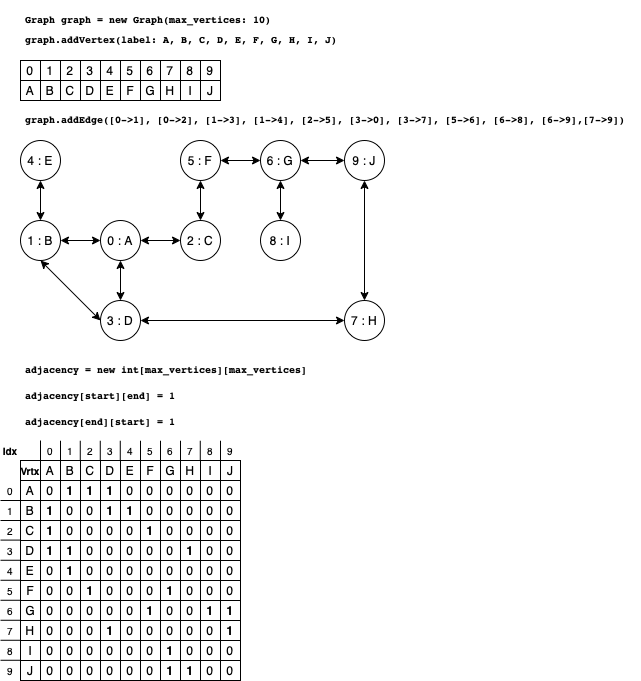 Graph graph = new Graph(max_vertices: 10)
graph.addVertex(label: A, B, C, D, E, F, G, H, I, J)
0 1 2 3 4 5 6 7 8 9
A B C D E F G H I J
graph.addEdge([0->1], [0->2], [1->3], [1->4], [2->5], [3->0], [3->7], [5->6], [6->8], [6->9],[7->9])
4 : E 5 : F 6 : G 9 : J
1 : B 0 : A 2 : C 8 : I
3 : D 7 : H
adjacency = new int[max_vertices][max_vertices]
adjacency[start][end] = 1
adjacency[end][start] = 1
Idx 0 1 2 3 4 5 6 7 8 9
Vrtx A B C D E F G H I J
0 A 0 1 1 1 0 0 0 0 0 0
1 B 1 0 0 1 1 0 0 0 0 0
2 C 1 0 0 0 0 1 0 0 0 0
3 D 1 1 0 0 0 0 0 1 0 0
4 E 0 1 0 0 0 0 0 0 0 0
5 F 0 0 1 0 0 0 1 0 0 0
6 G 0 0 0 0 0 1 0 0 1 1
7 H 0 0 0 1 0 0 0 0 0 1
8 I 0 0 0 0 0 0 1 0 0 0
9 J 0 0 0 0 0 0 1 1 0 0